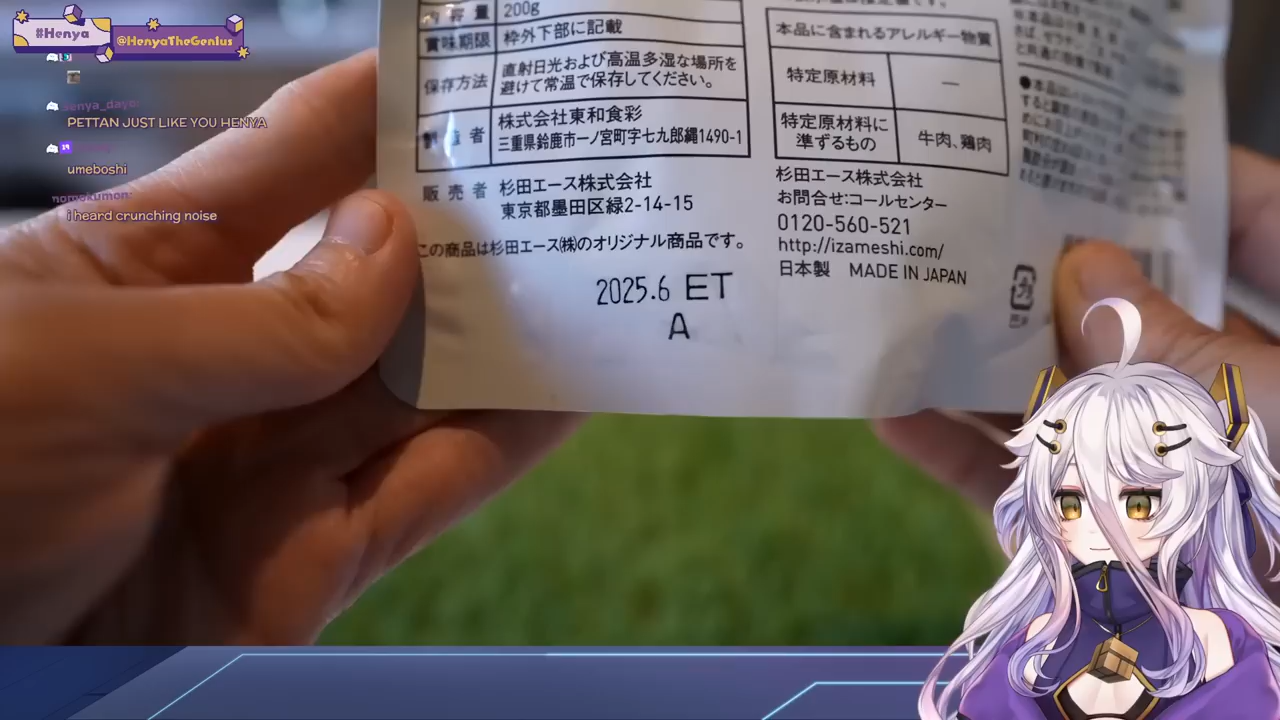 #Henya
@HenyaTheGenius
PETTAN JUST LIKE YOU HENYA
umeboshi
nomokumon:
i heard crunching noise
内容量 200g
賞味期限 枠外下部に記載
保存方法 直射日光および高温多湿な場所を
避けて常温で保存してください。
製造者 株式会社東和食彩
三重県鈴鹿市一ノ宮町字七九郎縄1490-1
販売者 杉田エース株式会社
東京都墨田区緑2-14-15
この商品は杉田エース㈱のオリジナル商品です。
2025.6 ET
A
本品に含まれるアレルギー物質
特定原材料 ―
特定原材料に
準ずるもの 牛肉、鶏肉
杉田エース株式会社
お問合せ:コールセンター
0120-560-521
http://izameshi.com/
日本製 MADE IN JAPAN